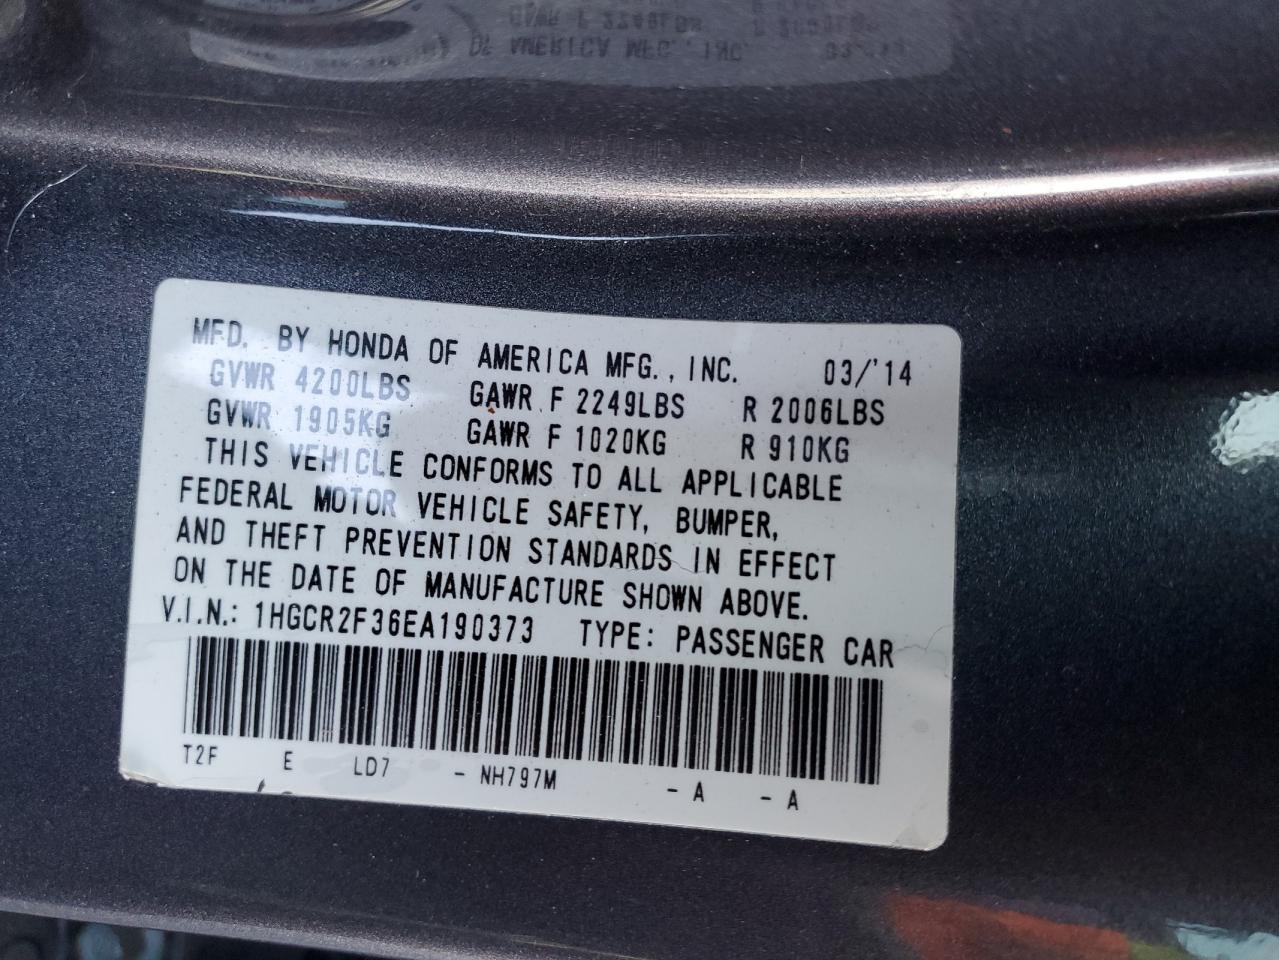 MFD. BY HONDA OF AMERICA MFG., INC. 03/'14
GVWR 4200LBS GAWR F 2249LBS R 2006LBS
GVWR 1905KG GAWR F 1020KG R 910KG
THIS VEHICLE CONFORMS TO ALL APPLICABLE
FEDERAL MOTOR VEHICLE SAFETY, BUMPER,
AND THEFT PREVENTION STANDARDS IN EFFECT
ON THE DATE OF MANUFACTURE SHOWN ABOVE.
V.I.N.: 1HGCR2F36EA190373 TYPE: PASSENGER CAR
T2F E LD7 - NH797M - A - A